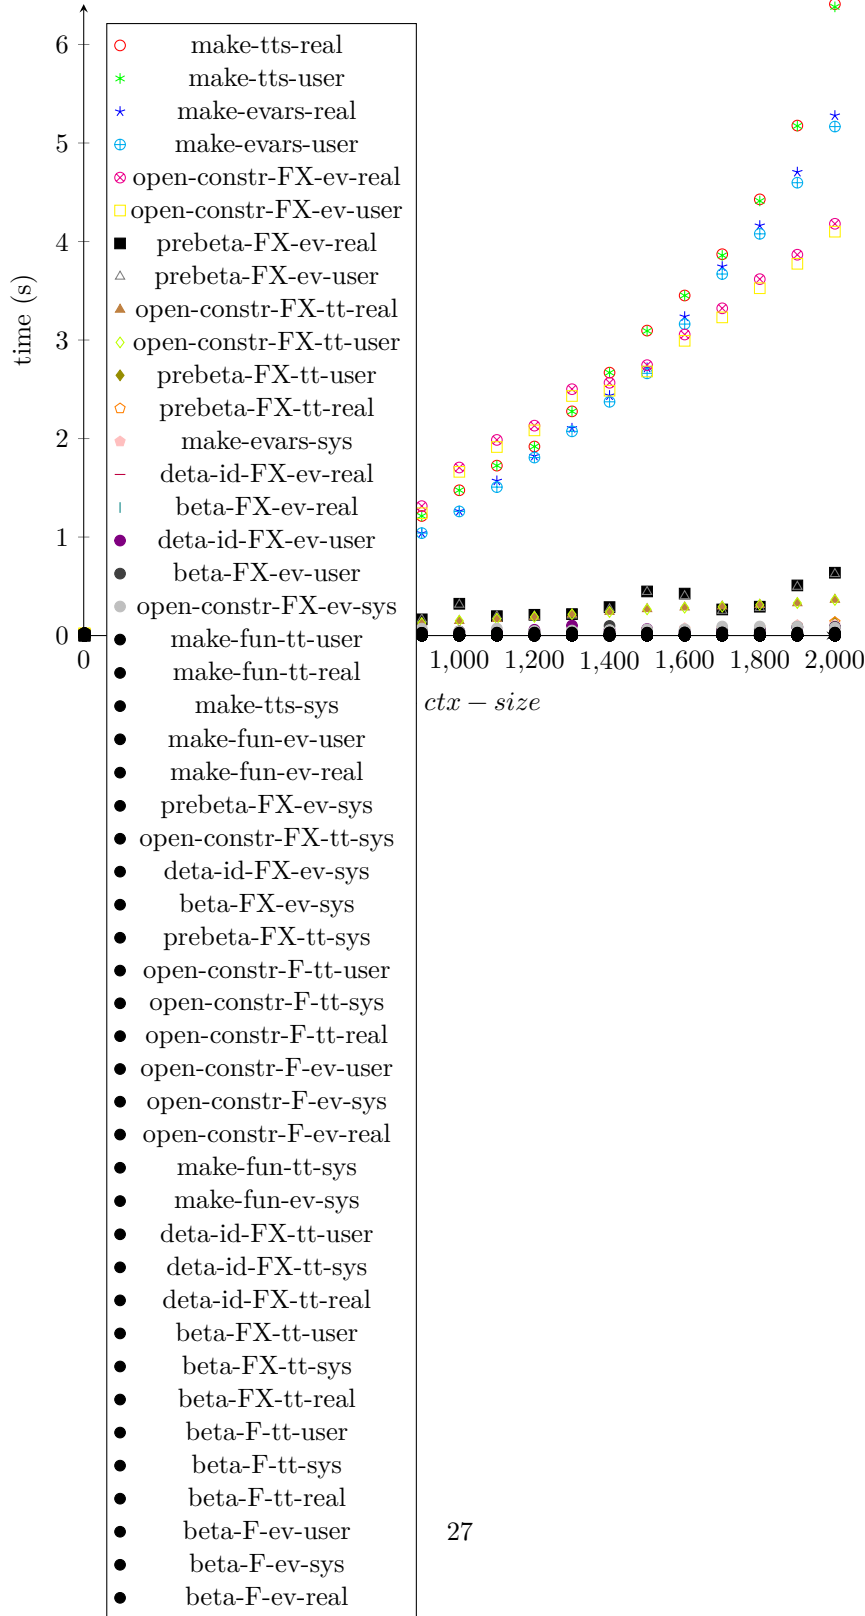 6
5
4
3
2
1
0
time (s)
0
1,000
1,200
1,400
1,600
1,800
2,000
ctx − size
make-tts-real
make-tts-user
make-evars-real
make-evars-user
open-constr-FX-ev-real
open-constr-FX-ev-user
prebeta-FX-ev-real
prebeta-FX-ev-user
open-constr-FX-tt-real
open-constr-FX-tt-user
prebeta-FX-tt-user
prebeta-FX-tt-real
make-evars-sys
deta-id-FX-ev-real
beta-FX-ev-real
deta-id-FX-ev-user
beta-FX-ev-user
open-constr-FX-ev-sys
make-fun-tt-user
make-fun-tt-real
make-tts-sys
make-fun-ev-user
make-fun-ev-real
prebeta-FX-ev-sys
open-constr-FX-tt-sys
deta-id-FX-ev-sys
beta-FX-ev-sys
prebeta-FX-tt-sys
open-constr-F-tt-user
open-constr-F-tt-sys
open-constr-F-tt-real
open-constr-F-ev-user
open-constr-F-ev-sys
open-constr-F-ev-real
make-fun-tt-sys
make-fun-ev-sys
deta-id-FX-tt-user
deta-id-FX-tt-sys
deta-id-FX-tt-real
beta-FX-tt-user
beta-FX-tt-sys
beta-FX-tt-real
beta-F-tt-user
beta-F-tt-sys
beta-F-tt-real
beta-F-ev-user
beta-F-ev-sys
beta-F-ev-real
27